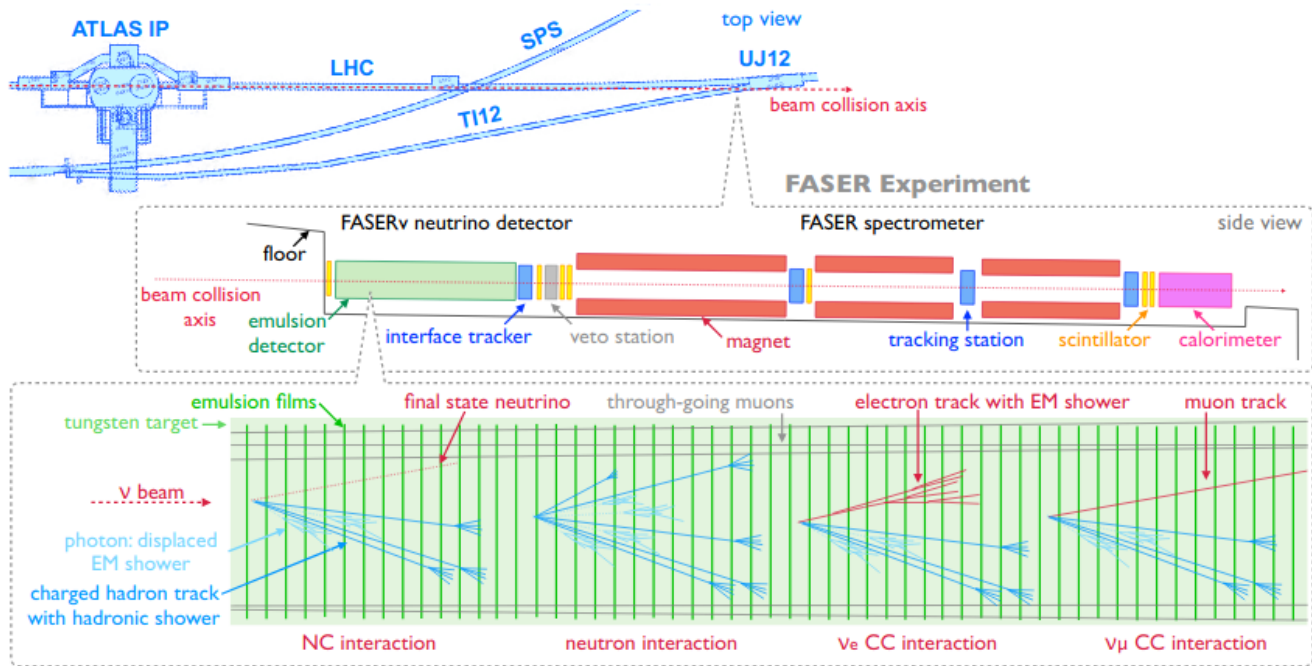 ATLAS IP
LHC
SPS
top view
UJ12
beam collision axis
TI12
FASER Experiment
FASERν neutrino detector
FASER spectrometer
side view
floor
beam collision
axis
emulsion
detector
interface tracker
veto station
magnet
tracking station
scintillator
calorimeter
emulsion films
final state neutrino
through-going muons
electron track with EM shower
muon track
tungsten target
ν beam
photon: displaced
EM shower
charged hadron track
with hadronic shower
NC interaction
neutron interaction
νe CC interaction
νμ CC interaction